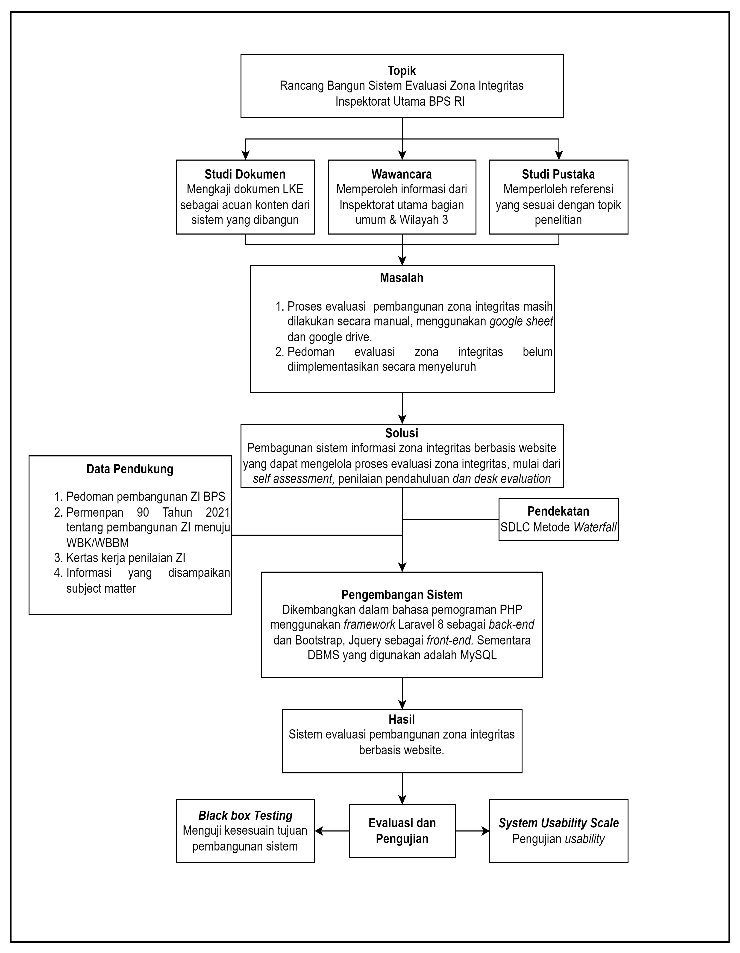 Topik
Rancang Bangun Sistem Evaluasi Zona Integritas
Inspektorat Utama BPS RI
Studi Dokumen
Mengkaji dokumen LKE
sebagai acuan konten dari
sistem yang dibangun
Wawancara
Memperoleh informasi dari
Inspektorat utama bagian
umum & Wilayah 3
Studi Pustaka
Memperloleh referensi
yang sesuai dengan topik
penelitian
Masalah
1. Proses evaluasi pembangunan zona integritas masih
dilakukan secara manual, menggunakan google sheet
dan google drive.
2. Pedoman evaluasi zona integritas belum
diimplementasikan secara menyeluruh
Solusi
Pembagunan sistem informasi zona integritas berbasis website
yang dapat mengelola proses evaluasi zona integritas, mulai dari
self assessment, penilaian pendahuluan dan desk evaluation
Data Pendukung
1. Pedoman pembangunan ZI BPS
2. Permenpan 90 Tahun 2021
tentang pembangunan ZI menuju
WBK/WBBM
3. Kertas kerja penilaian ZI
4. Informasi yang disampaikan
subject matter
Pendekatan
SDLC Metode Waterfall
Pengembangan Sistem
Dikembangkan dalam bahasa pemograman PHP
menggunakan framework Laravel 8 sebagai back-end
dan Bootstrap, Jquery sebagai front-end. Sementara
DBMS yang digunakan adalah MySQL
Hasil
Sistem evaluasi pembangunan zona integritas
berbasis website.
Black box Testing
Menguji kesesuain tujuan
pembangunan sistem
Evaluasi dan
Pengujian
System Usability Scale
Pengujian usability